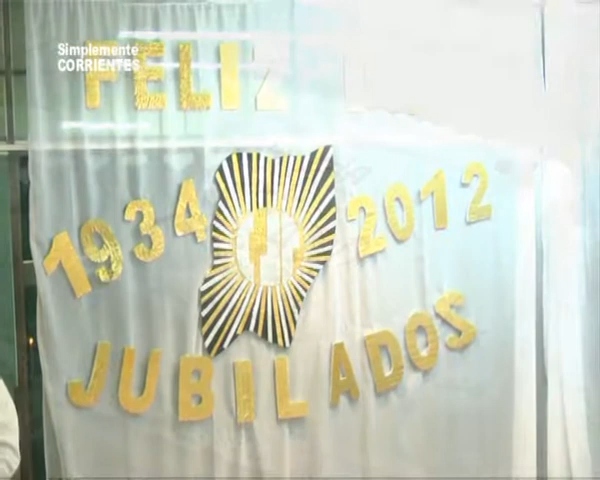 Simplemente
CORRIENTES
FELIZ
1934 2012
JUBILADOS